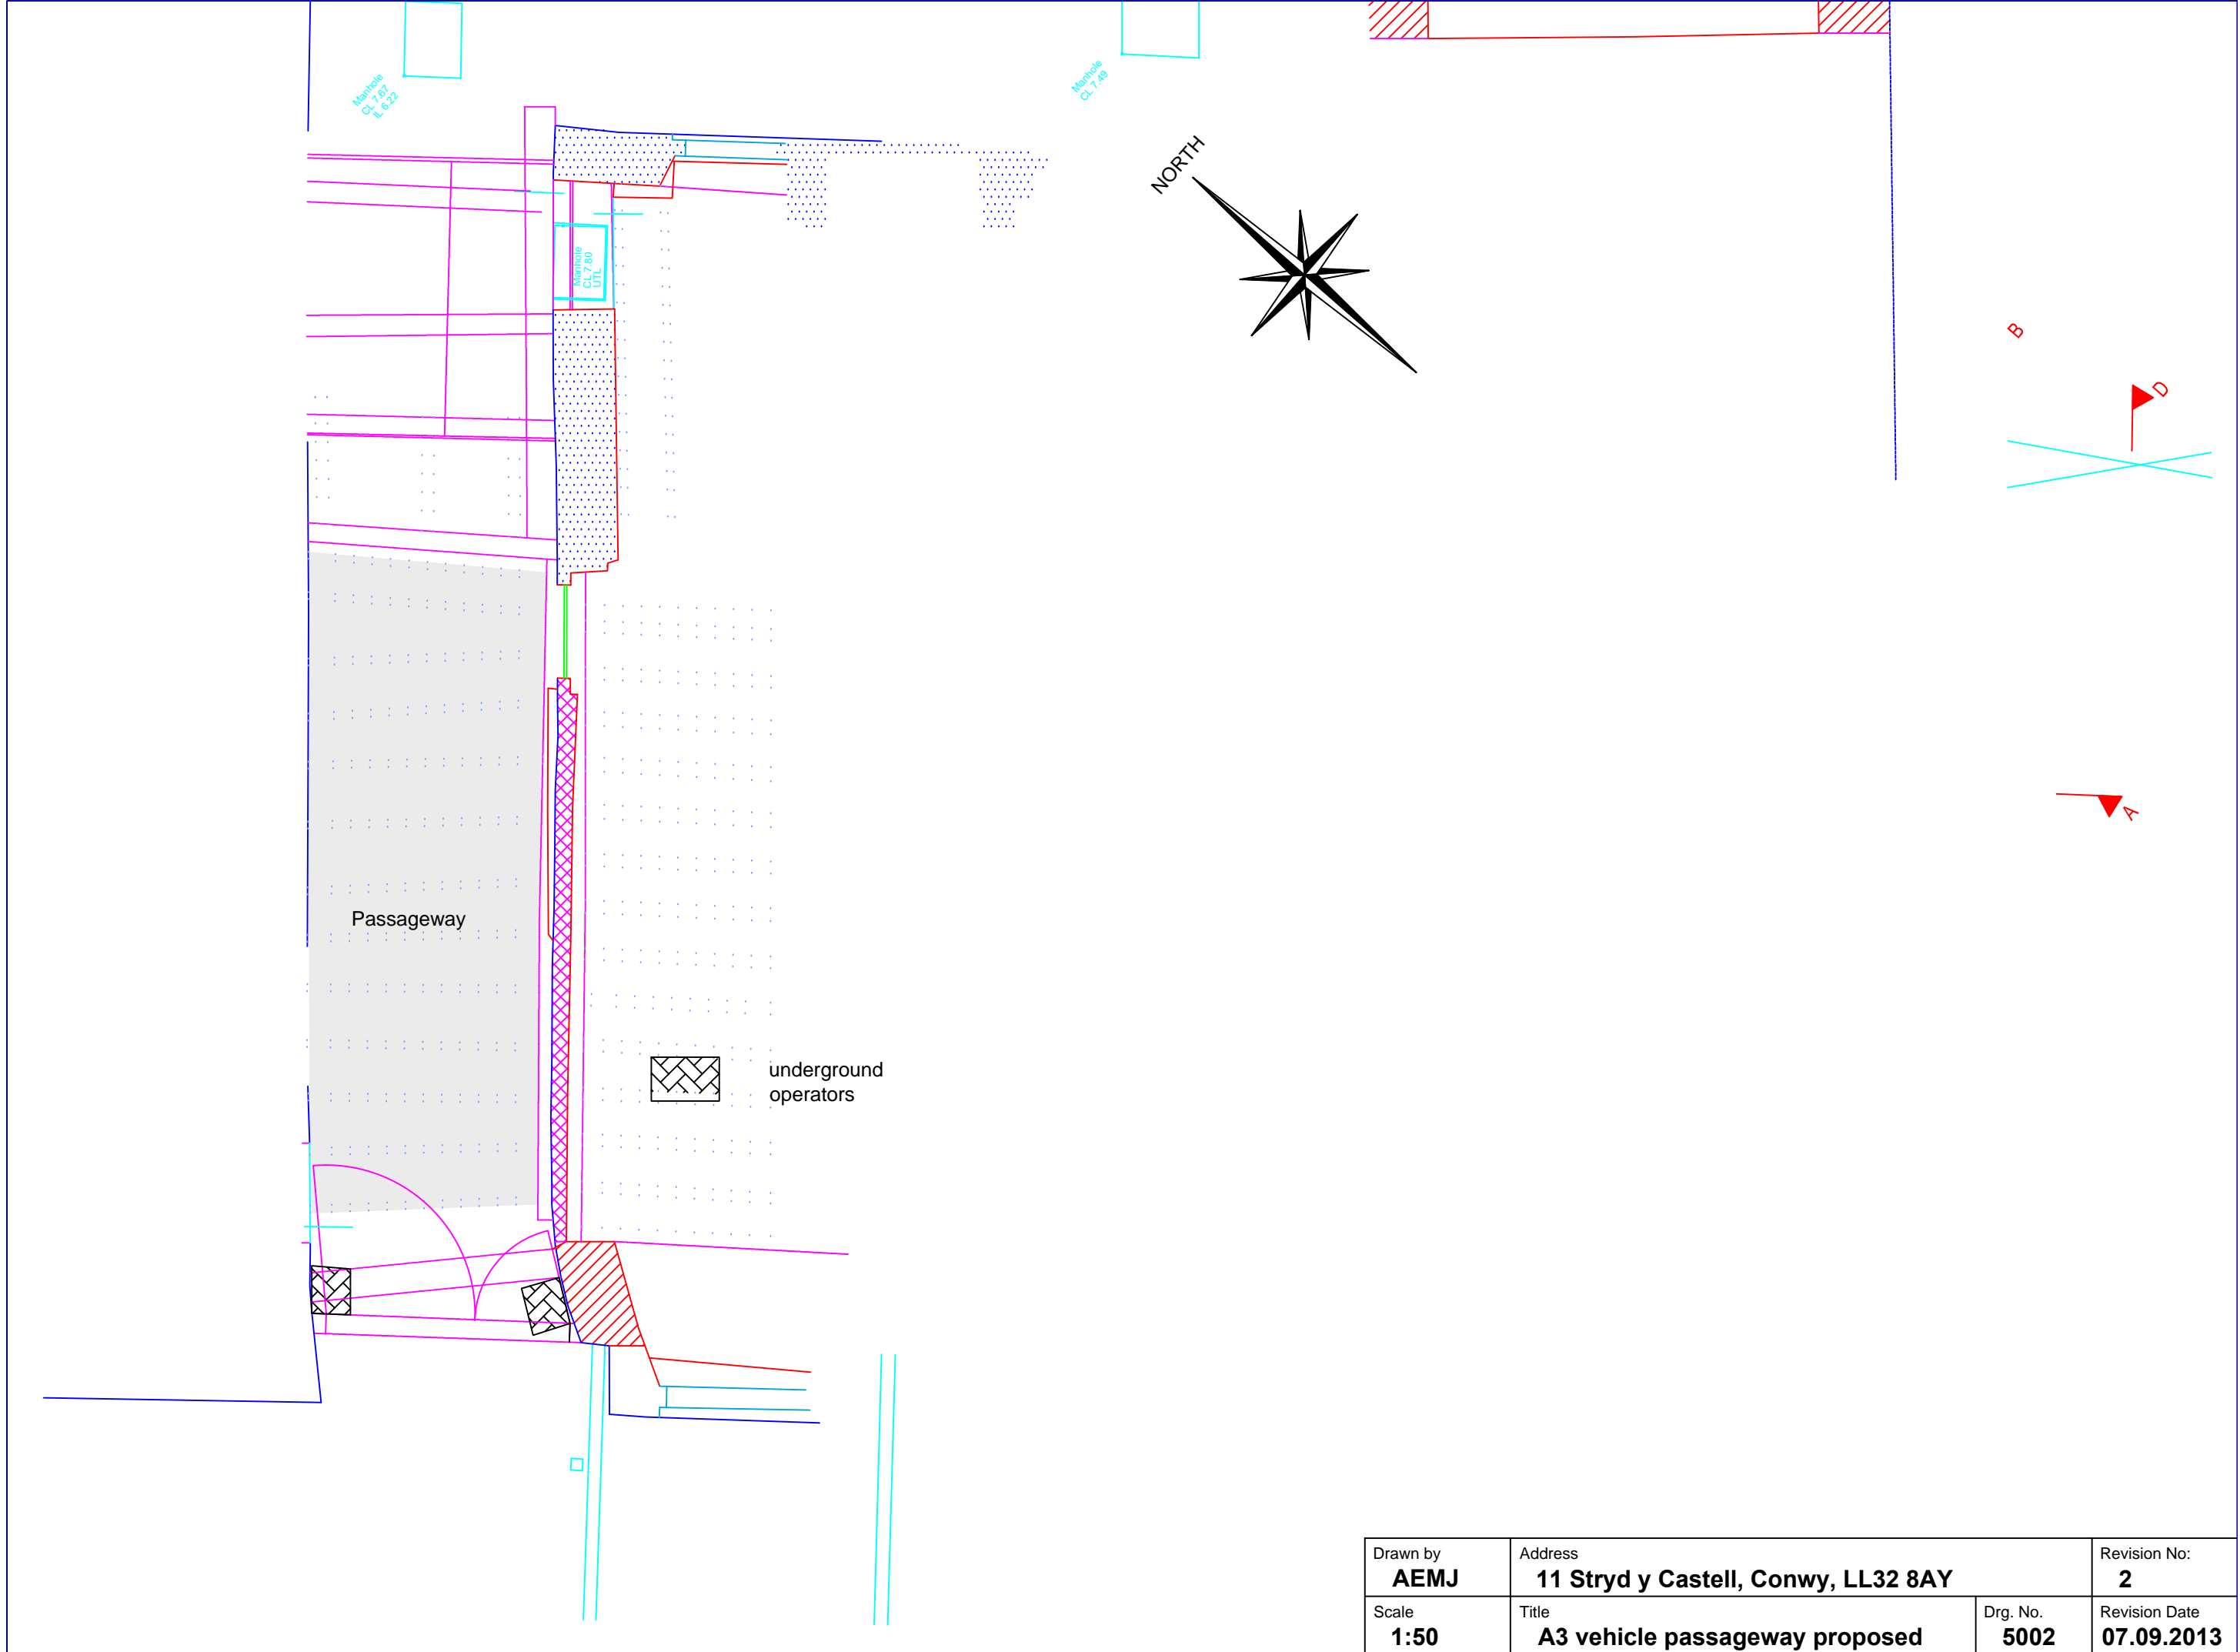 Manhole
CL 7.67
IL 6.22
Manhole
CL 7.49
NORTH
Manhole
CL 7.80
UTL
B
D
A
Passageway
underground
operators
Drawn by
AEMJ
Address
11 Stryd y Castell, Conwy, LL32 8AY
Revision No:
2
Scale
1:50
Title
A3 vehicle passageway proposed
Drg. No.
5002
Revision Date
07.09.2013